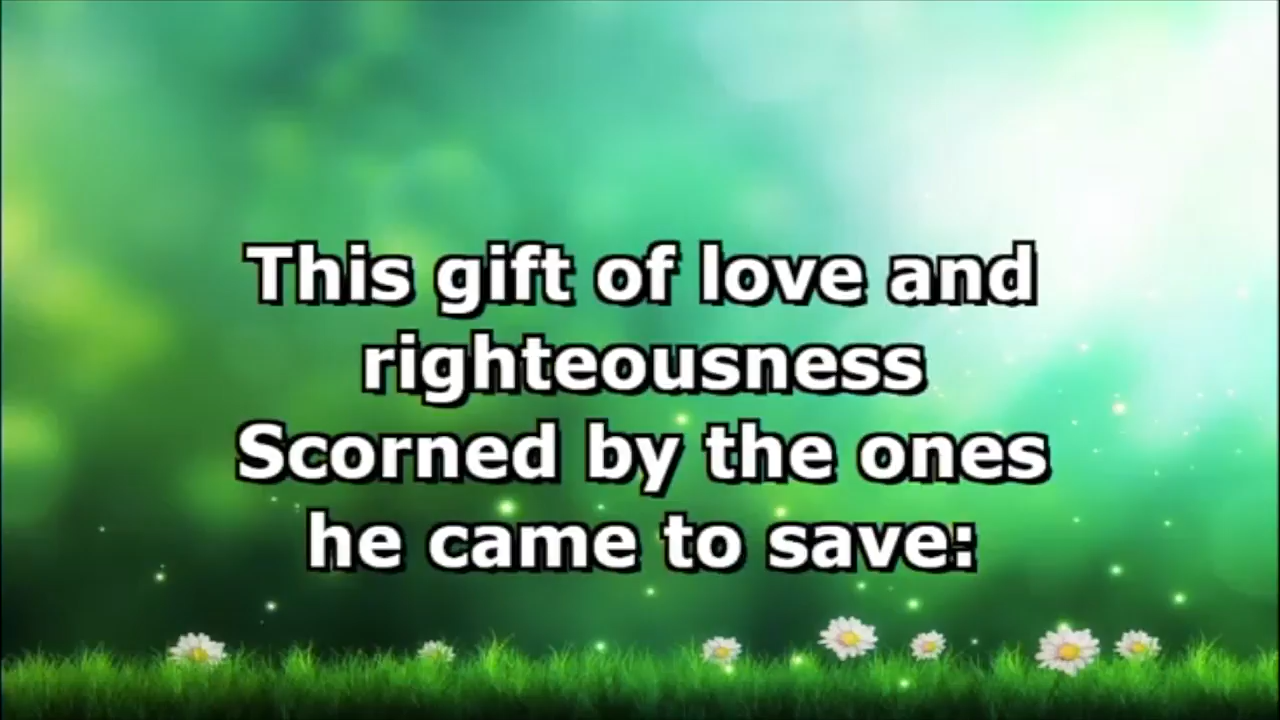 This gift of love and
righteousness
Scorned by the ones
he came to save: